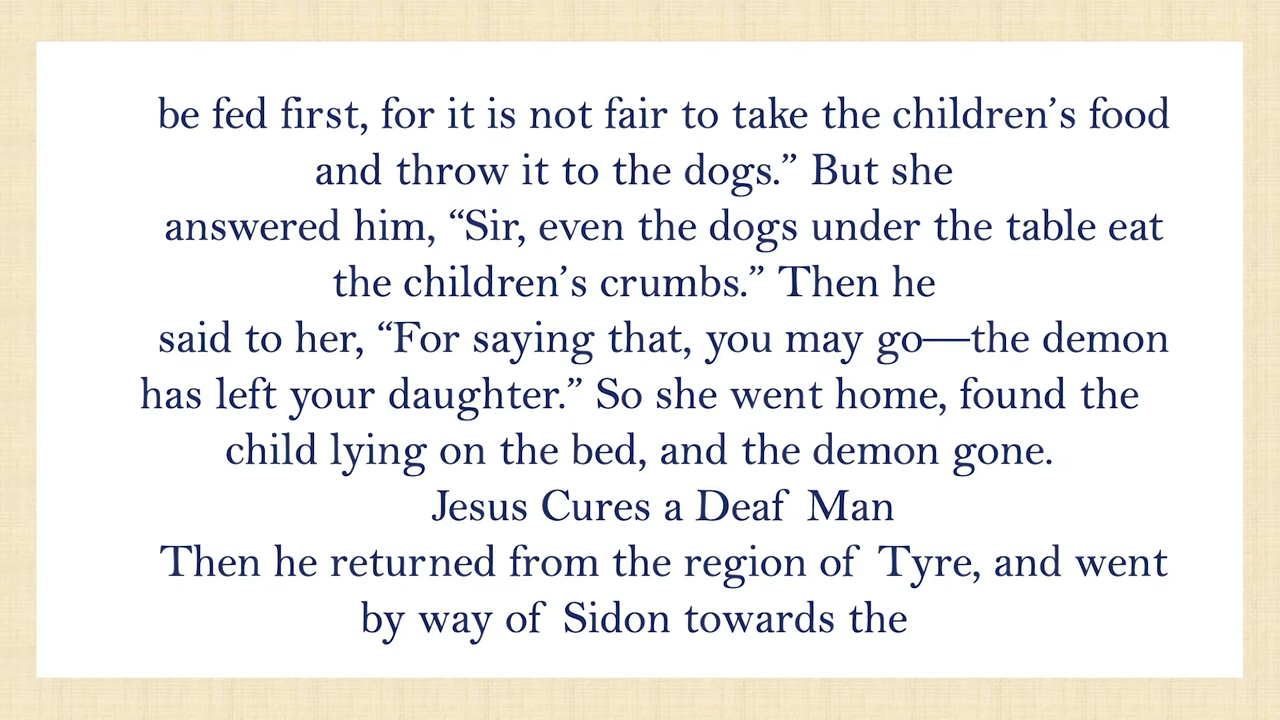 be fed first, for it is not fair to take the children’s food
and throw it to the dogs.” But she
answered him, “Sir, even the dogs under the table eat
the children’s crumbs.” Then he
said to her, “For saying that, you may go—the demon
has left your daughter.” So she went home, found the
child lying on the bed, and the demon gone.
Jesus Cures a Deaf Man
Then he returned from the region of Tyre, and went
by way of Sidon towards the